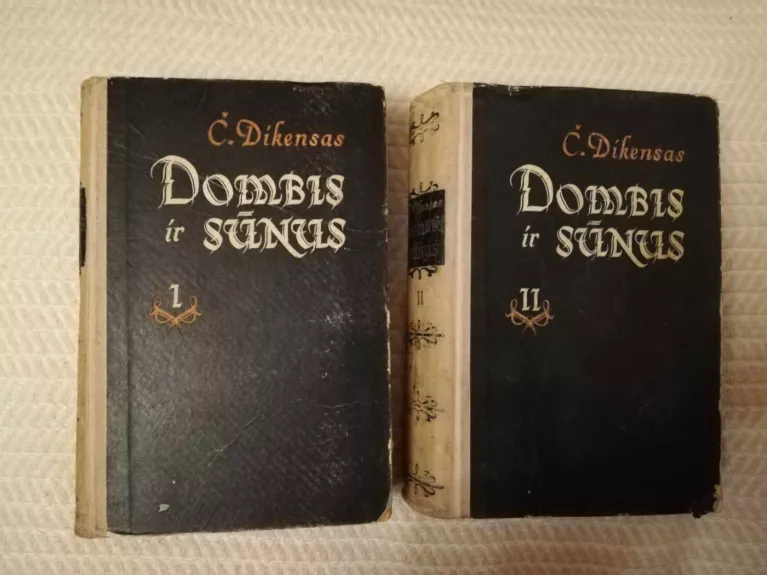 Č. Dikensas
DOMBIS
ir SŪNUS
I
Č. Dikensas
DOMBIS
ir SŪNUS
II
II